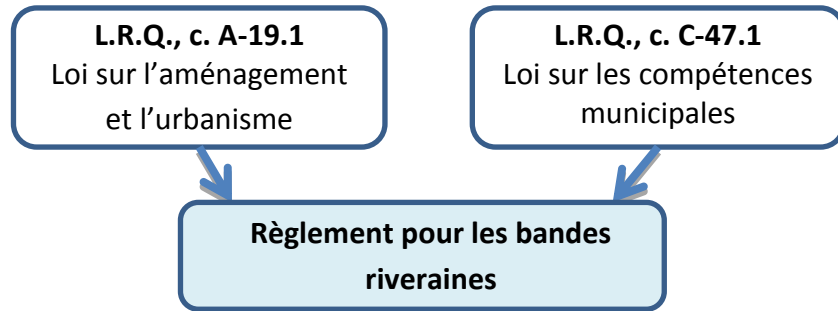 L.R.Q., c. A-19.1
Loi sur l’aménagement
et l’urbanisme
L.R.Q., c. C-47.1
Loi sur les compétences
municipales
Règlement pour les bandes
riveraines